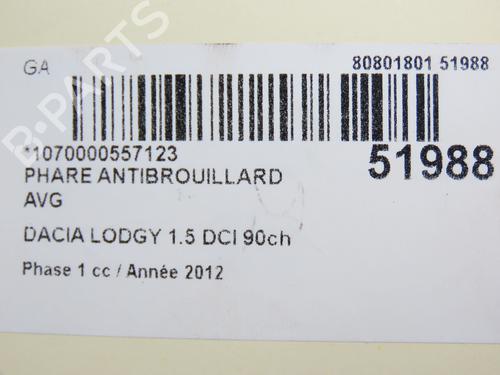 GA 80801801 51988
*1070000557123 51988
PHARE ANTIBROUILLARD
AVG
DACIA LODGY 1.5 DCI 90ch
Phase 1 cc / Année 2012
B-PARTS